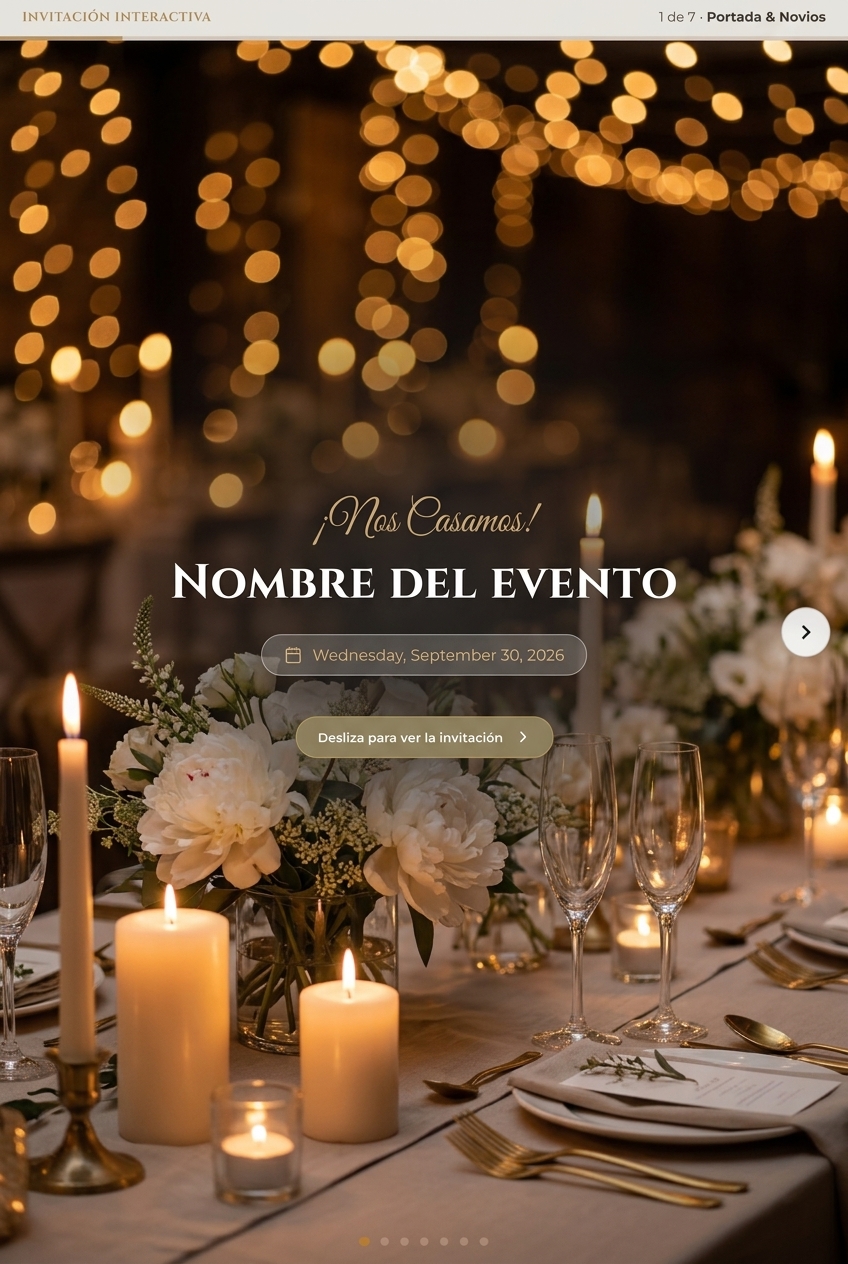 INVITACIÓN INTERACTIVA
1 de 7 · Portada & Novios
¡Nos Casamos!
NOMBRE DEL EVENTO
Wednesday, September 30, 2026
Desliza para ver la invitación